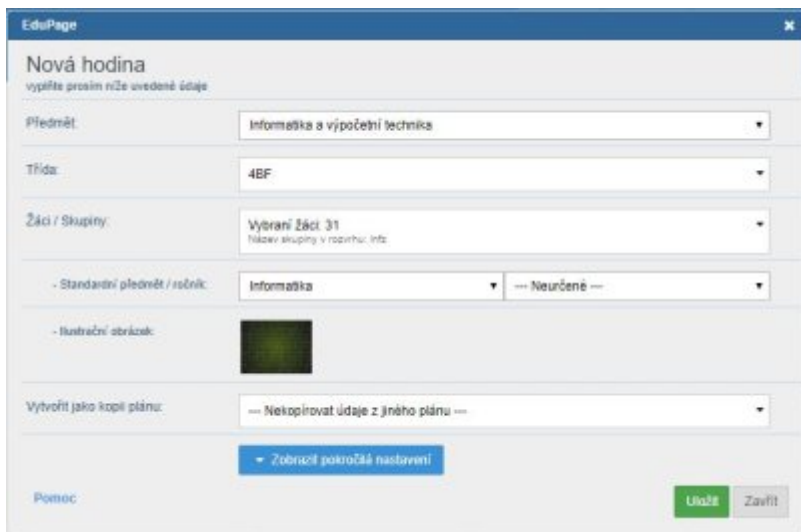 EduPage
Nová hodina
vyplňte prosím níže uvedené údaje
Předmět:
Informatika a výpočetní technika
Třída:
4BF
Žáci / Skupiny:
Vybraní žáci: 31
Název skupiny v rozvrhu: Infz
- Standardní předmět / ročník:
Informatika
--- Neurčené ---
- Ilustrační obrázek:
Vytvořit jako kopii plánu:
--- Nekopírovat údaje z jiného plánu ---
Zobrazit pokročilá nastavení
Pomoc
Uložit
Zavřít